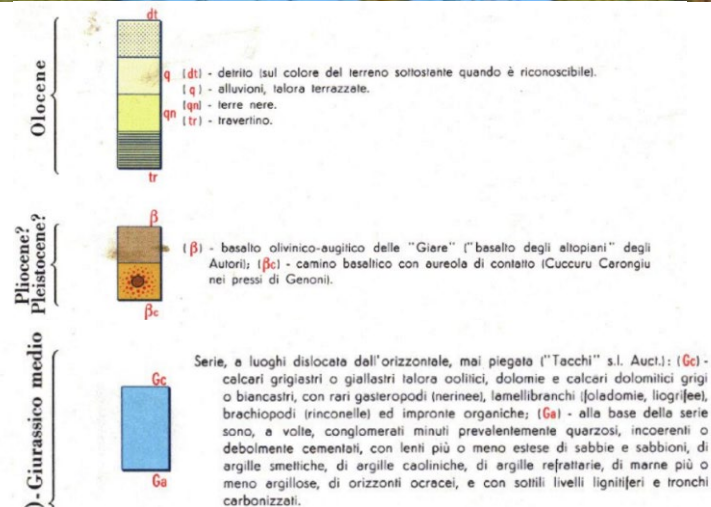 Olocene
dt
q
qn
tr
(dt) - detrito (sul colore del terreno sottostante quando è riconoscibile).
(q) - alluvioni, talora terrazzate.
(qn) - terre nere.
(tr) - travertino.
Pliocene?
Pleistocene?
β
βc
(β) - basalto olivinico-augitico delle "Giare" ("basalto degli altopiani" degli
Autori); (βc) - camino basaltico con aureola di contatto (Cuccuru Carongiu
nei pressi di Genoni).
)-Giurassico medio
Gc
Ga
Serie, a luoghi dislocata dall'orizzontale, mai piegata ("Tacchi" s.l. Auct.): (Gc) -
calcari grigiastri o giallastri talora oolitici, dolomie e calcari dolomitici grigi
o biancastri, con rari gasteropodi (nerinee), lamellibranchi (foladomie, liogrifee),
brachiopodi (rinconelle) ed impronte organiche; (Ga) - alla base della serie
sono, a volte, conglomerati minuti prevalentemente quarzosi, incoerenti o
debolmente cementati, con lenti più o meno estese di sabbie e sabbioni, di
argille smettiche, di argille caoliniche, di argille refrattarie, di marne più o
meno argillose, di orizzonti ocracei, e con sottili livelli lignitiferi e tronchi
carbonizzati.